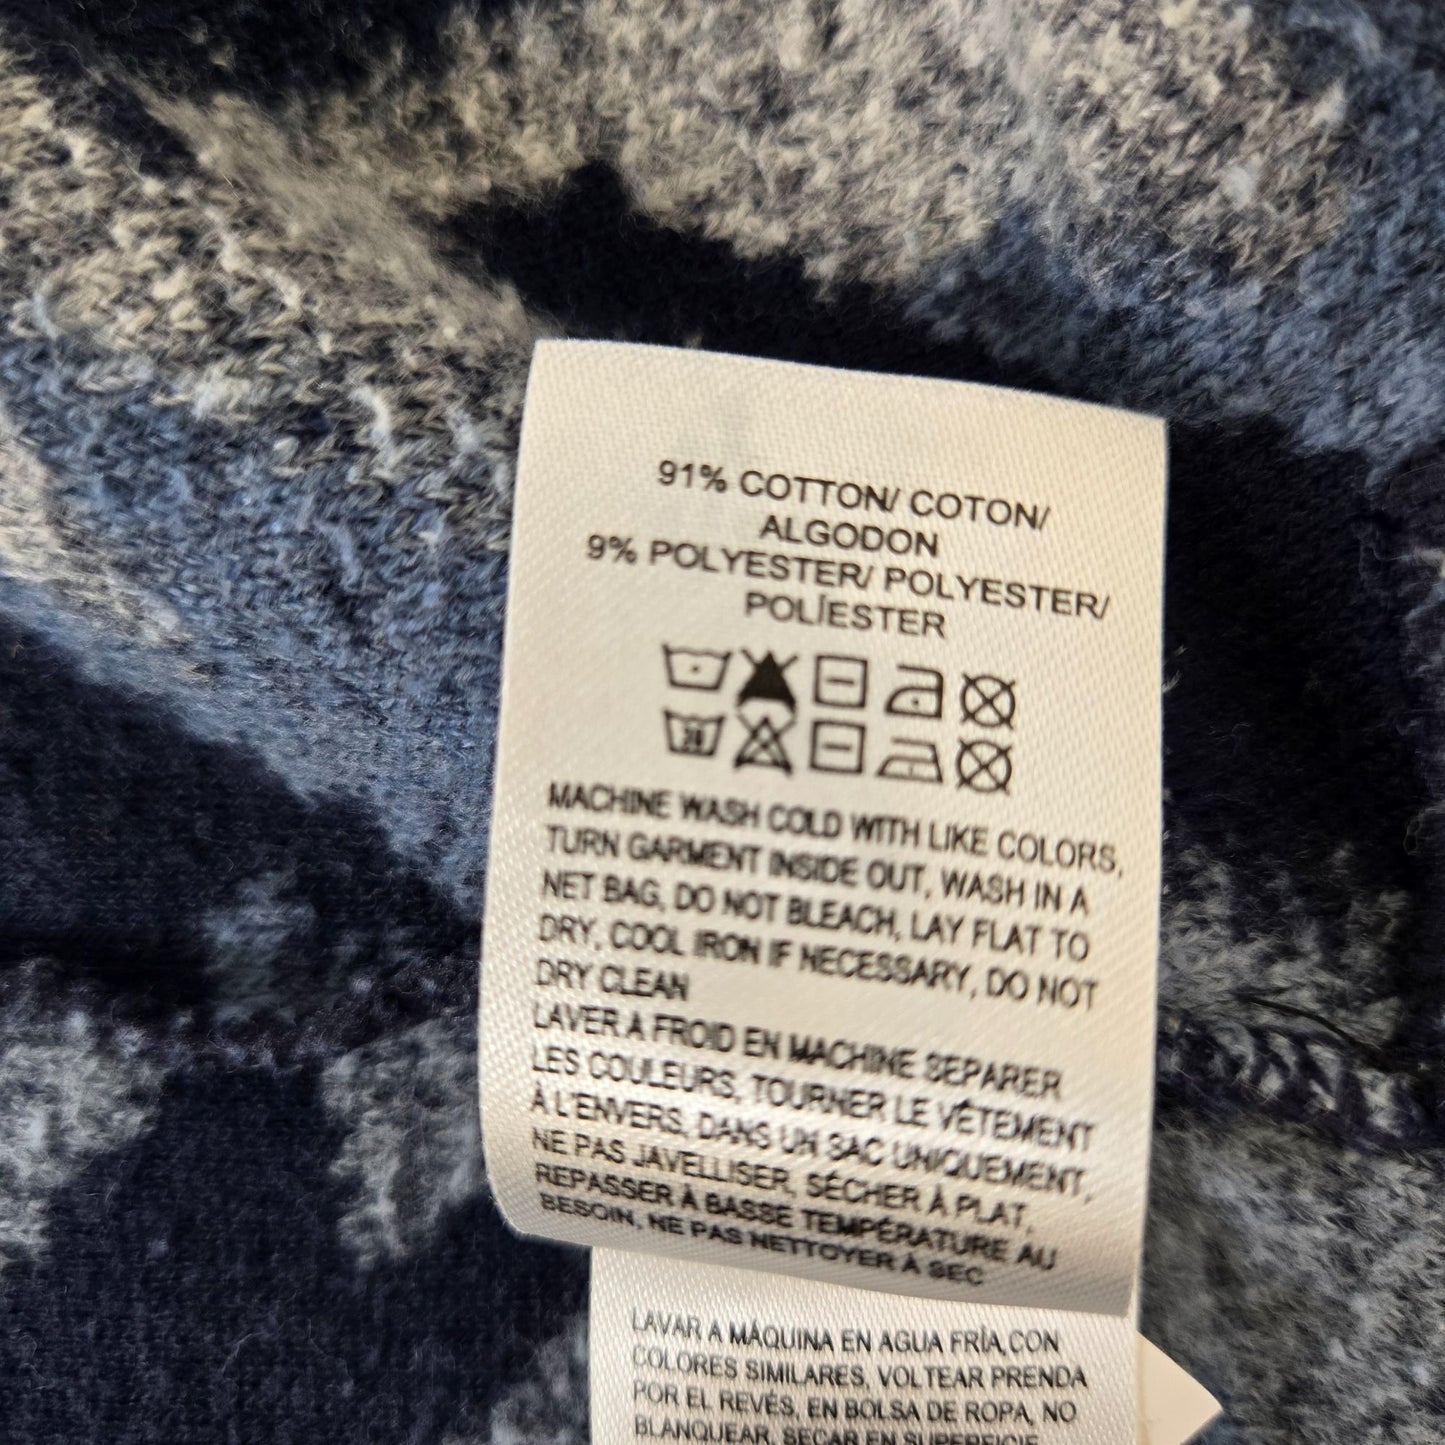 91% COTTON/ COTON/
ALGODON
9% POLYESTER/ POLYESTER/
POLÍESTER
MACHINE WASH COLD WITH LIKE COLORS,
TURN GARMENT INSIDE OUT, WASH IN A
NET BAG, DO NOT BLEACH, LAY FLAT TO
DRY, COOL IRON IF NECESSARY, DO NOT
DRY CLEAN
LAVER A FROID EN MACHINE SEPARER
LES COULEURS, TOURNER LE VÊTEMENT
À L'ENVERS, DANS UN SAC UNIQUEMENT,
NE PAS JAVELLISER, SÉCHER À PLAT,
REPASSER À BASSE TEMPÉRATURE AU
BESOIN, NE PAS NETTOYER À SEC
LAVAR A MÁQUINA EN AGUA FRÍA, CON
COLORES SIMILARES, VOLTEAR PRENDA
POR EL REVÉS, EN BOLSA DE ROPA, NO
BLANQUEAR, SECAR EN SUPERFICIE